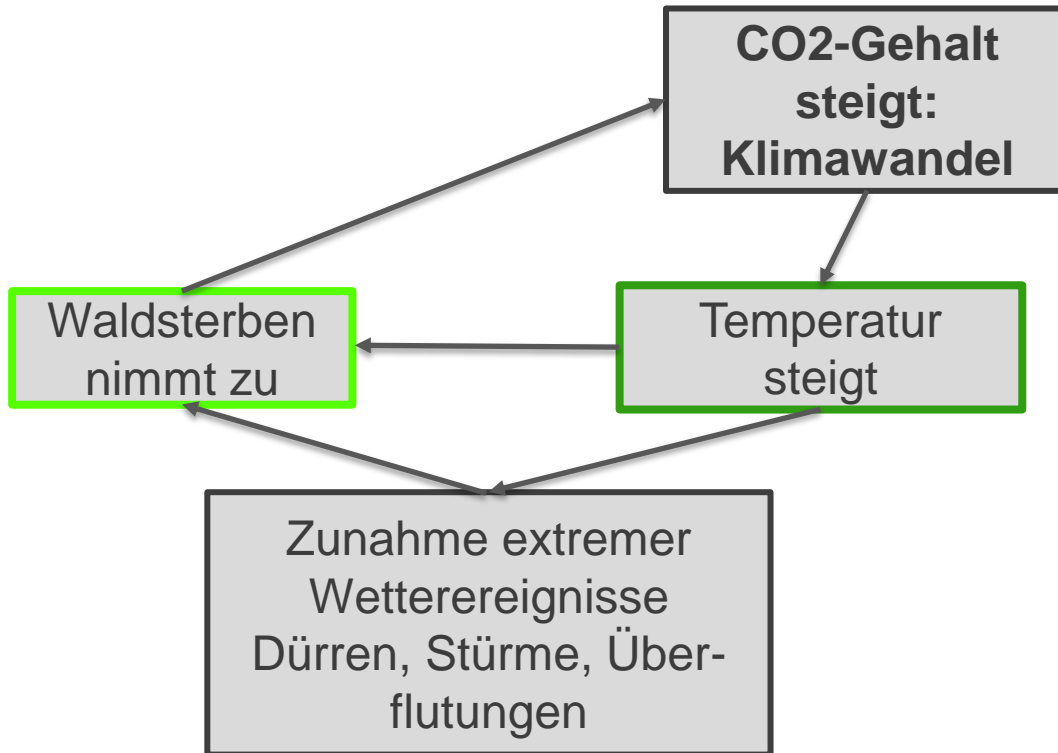 CO2-Gehalt
steigt:
Klimawandel
Waldsterben
nimmt zu
Temperatur
steigt
Zunahme extremer
Wetterereignisse
Dürren, Stürme, Über-
flutungen